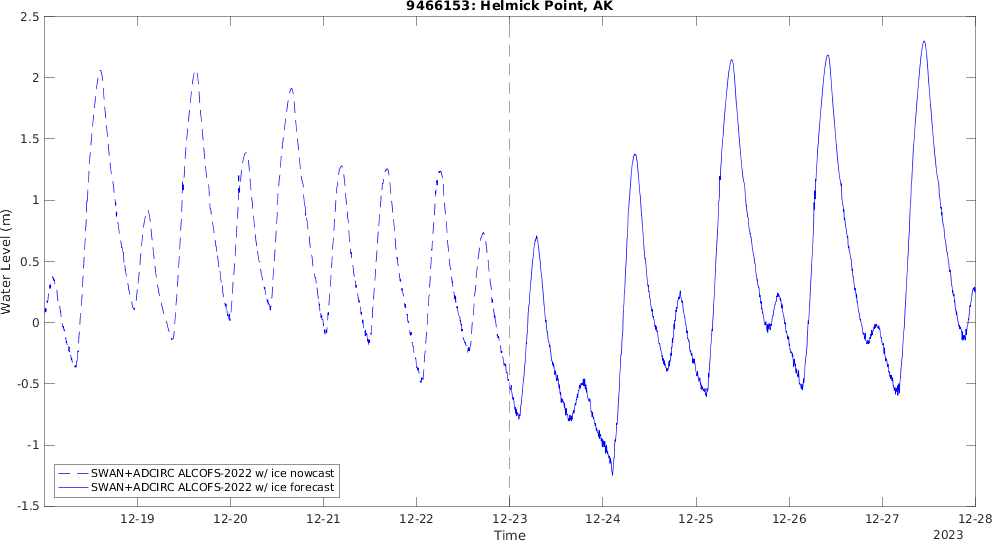 9466153: Helmick Point, AK
2.5
2
1.5
1
0.5
0
-0.5
-1
-1.5
Water Level (m)
SWAN+ADCIRC ALCOFS-2022 w/ ice nowcast
SWAN+ADCIRC ALCOFS-2022 w/ ice forecast
12-19 12-20 12-21 12-22 12-23 12-24 12-25 12-26 12-27 12-28
Time
2023